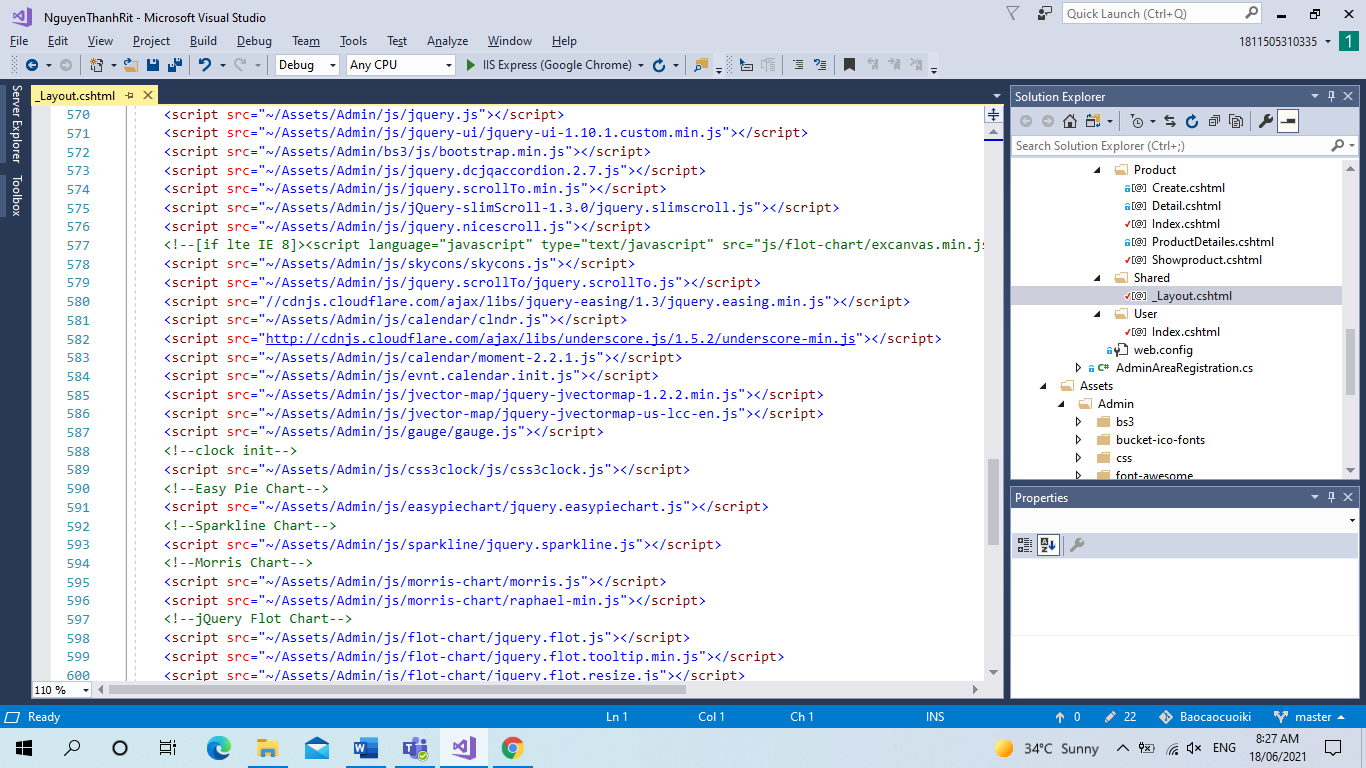 NguyenThanhRit - Microsoft Visual Studio
Quick Launch (Ctrl+Q)
File Edit View Project Build Debug Team Tools Test Analyze Window Help
1811505310335 1
Debug Any CPU IIS Express (Google Chrome)
Server Explorer
Toolbox
_Layout.cshtml
570 <script src="~/Assets/Admin/js/jquery.js"></script>
571 <script src="~/Assets/Admin/js/jquery-ui/jquery-ui-1.10.1.custom.min.js"></script>
572 <script src="~/Assets/Admin/bs3/js/bootstrap.min.js"></script>
573 <script src="~/Assets/Admin/js/jquery.dcjqaccordion.2.7.js"></script>
574 <script src="~/Assets/Admin/js/jquery.scrollTo.min.js"></script>
575 <script src="~/Assets/Admin/js/jQuery-slimScroll-1.3.0/jquery.slimscroll.js"></script>
576 <script src="~/Assets/Admin/js/jquery.nicescroll.js"></script>
577 <!--[if lte IE 8]><script language="javascript" type="text/javascript" src="js/flot-chart/excanvas.min.js
578 <script src="~/Assets/Admin/js/skycons/skycons.js"></script>
579 <script src="~/Assets/Admin/js/jquery.scrollTo/jquery.scrollTo.js"></script>
580 <script src="//cdnjs.cloudflare.com/ajax/libs/jquery-easing/1.3/jquery.easing.min.js"></script>
581 <script src="~/Assets/Admin/js/calendar/clndr.js"></script>
582 <script src="http://cdnjs.cloudflare.com/ajax/libs/underscore.js/1.5.2/underscore-min.js"></script>
583 <script src="~/Assets/Admin/js/calendar/moment-2.2.1.js"></script>
584 <script src="~/Assets/Admin/js/evnt.calendar.init.js"></script>
585 <script src="~/Assets/Admin/js/jvector-map/jquery-jvectormap-1.2.2.min.js"></script>
586 <script src="~/Assets/Admin/js/jvector-map/jquery-jvectormap-us-lcc-en.js"></script>
587 <script src="~/Assets/Admin/js/gauge/gauge.js"></script>
588 <!--clock init-->
589 <script src="~/Assets/Admin/js/css3clock/js/css3clock.js"></script>
590 <!--Easy Pie Chart-->
591 <script src="~/Assets/Admin/js/easypiechart/jquery.easypiechart.js"></script>
592 <!--Sparkline Chart-->
593 <script src="~/Assets/Admin/js/sparkline/jquery.sparkline.js"></script>
594 <!--Morris Chart-->
595 <script src="~/Assets/Admin/js/morris-chart/morris.js"></script>
596 <script src="~/Assets/Admin/js/morris-chart/raphael-min.js"></script>
597 <!--jQuery Flot Chart-->
598 <script src="~/Assets/Admin/js/flot-chart/jquery.flot.js"></script>
599 <script src="~/Assets/Admin/js/flot-chart/jquery.flot.tooltip.min.js"></script>
600 <script src="~/Assets/Admin/js/flot-chart/jquery.flot.resize.js"></script>
110 %
Solution Explorer
Search Solution Explorer (Ctrl+;)
Product
Create.cshtml
Detail.cshtml
Index.cshtml
ProductDetailes.cshtml
Showproduct.cshtml
Shared
_Layout.cshtml
User
Index.cshtml
web.config
C# AdminAreaRegistration.cs
Assets
Admin
bs3
bucket-ico-fonts
css
font-awesome
Properties
Ready Ln 1 Col 1 Ch 1 INS 0 22 Baocaocuoiki master
34°C Sunny ENG
8:27 AM
18/06/2021